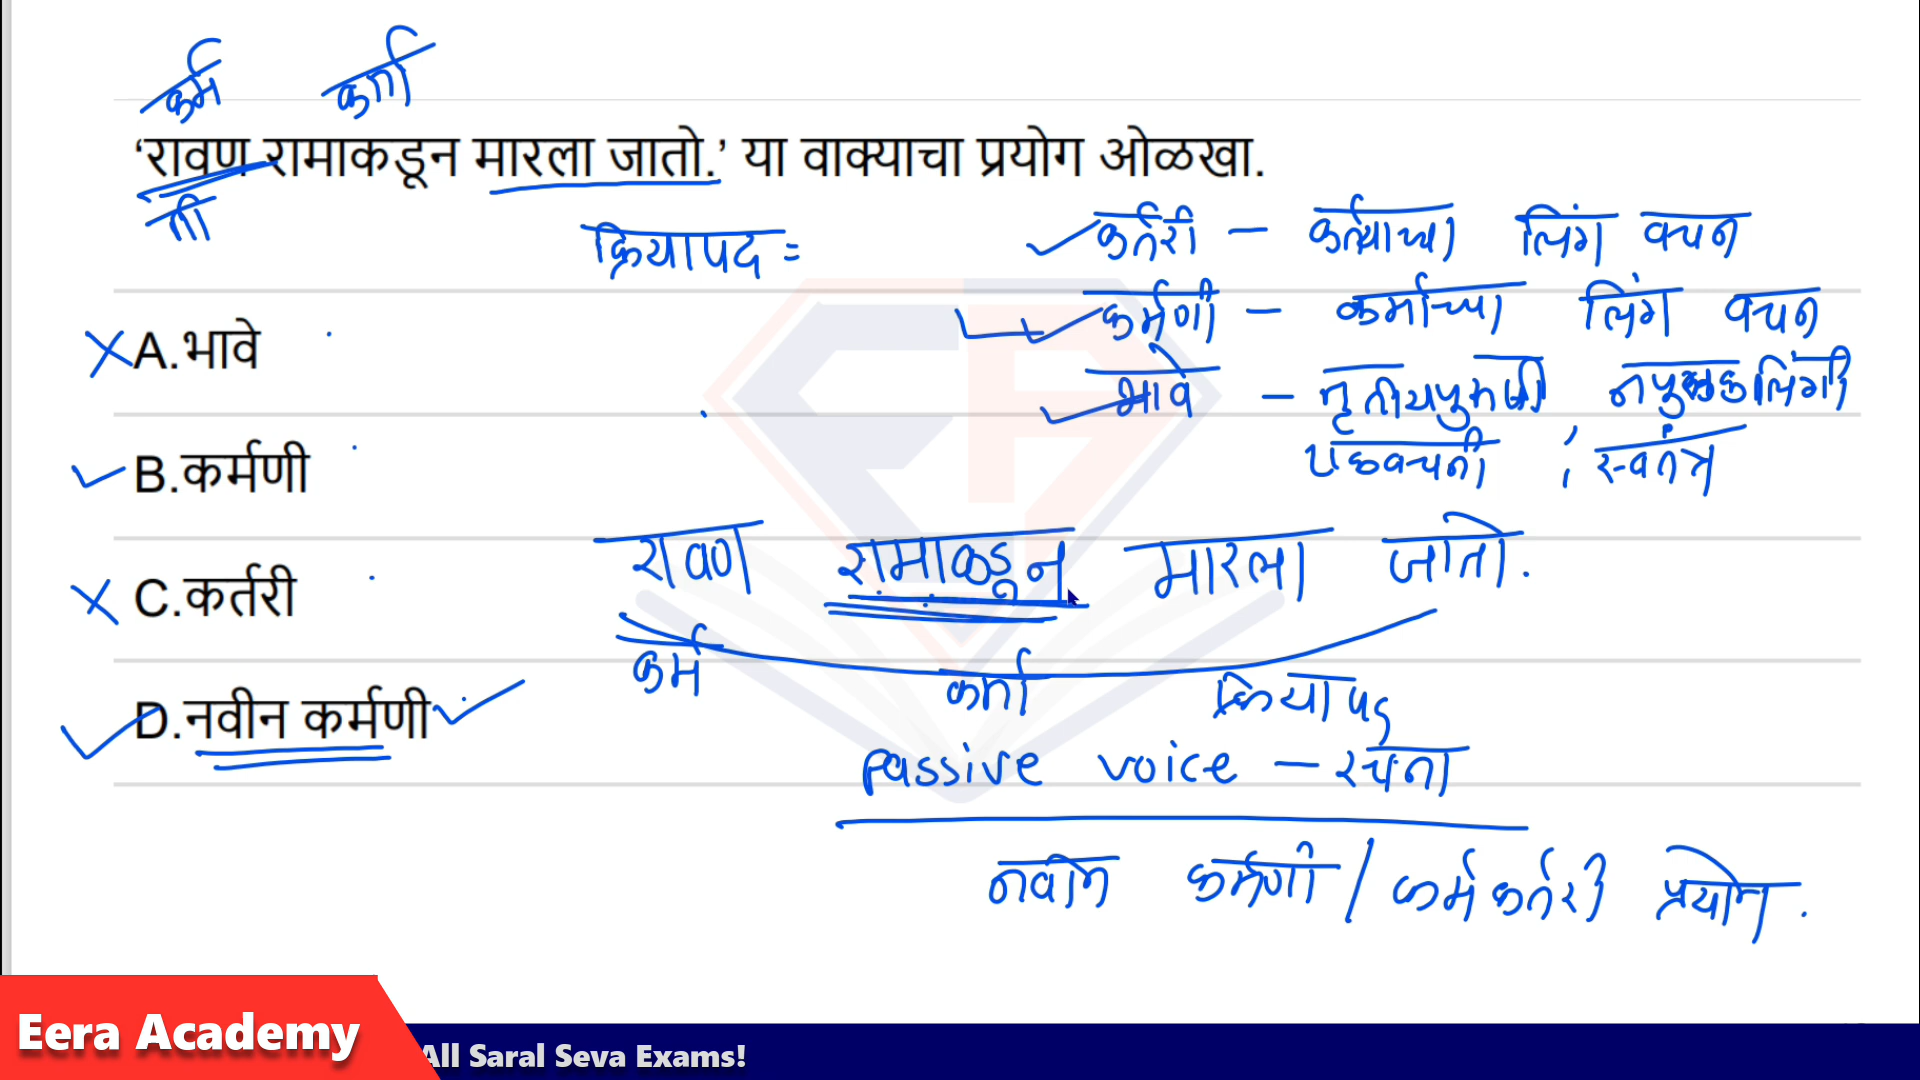 कर्म कर्ता
‘रावण रामाकडून मारला जातो.’ या वाक्याचा प्रयोग ओळखा.
तो
क्रियापद =
कर्तरी – कर्त्याच्या लिंग वचन
कर्मणी – कर्माच्या लिंग वचन
A.भावे
भावे – तृतीयपुरुषी नपुसकलिंगी
एकवचनी ; स्वतंत्र
B.कर्मणी
रावण रामाकडून मारला जातो.
C.कर्तरी
कर्म कर्ता क्रियापद
D.नवीन कर्मणी
Passive voice – रचना
नवीन कर्मणी / कर्मकर्तरी प्रयोग.
Eera Academy
All Saral Seva Exams!